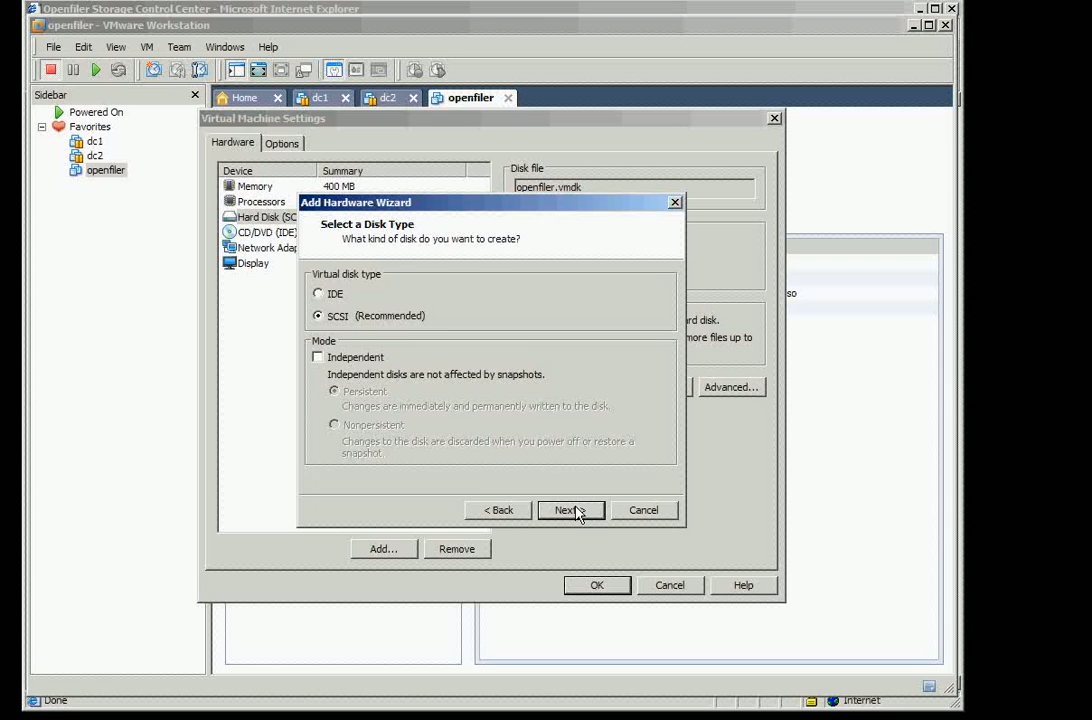 Openfiler Storage Control Center - Microsoft Internet Explorer
openfiler - VMware Workstation
File Edit View VM Team Windows Help
Sidebar
Home dc1 dc2 openfiler
Powered On
Favorites
dc1
dc2
openfiler
Virtual Machine Settings
Hardware Options
Device Summary
Memory 400 MB
Processors
Hard Disk (SC
CD/DVD (IDE)
Network Adap
Display
Disk file
openfiler.vmdk
Add Hardware Wizard
Select a Disk Type
What kind of disk do you want to create?
Virtual disk type
IDE
SCSI (Recommended)
so
Mode
rd disk.
more files up to
Independent
Independent disks are not affected by snapshots.
Persistent
Advanced...
Changes are immediately and permanently written to the disk.
Nonpersistent
Changes to the disk are discarded when you power off or restore a
snapshot.
< Back Next > Cancel
Add... Remove
OK Cancel Help
Done Internet